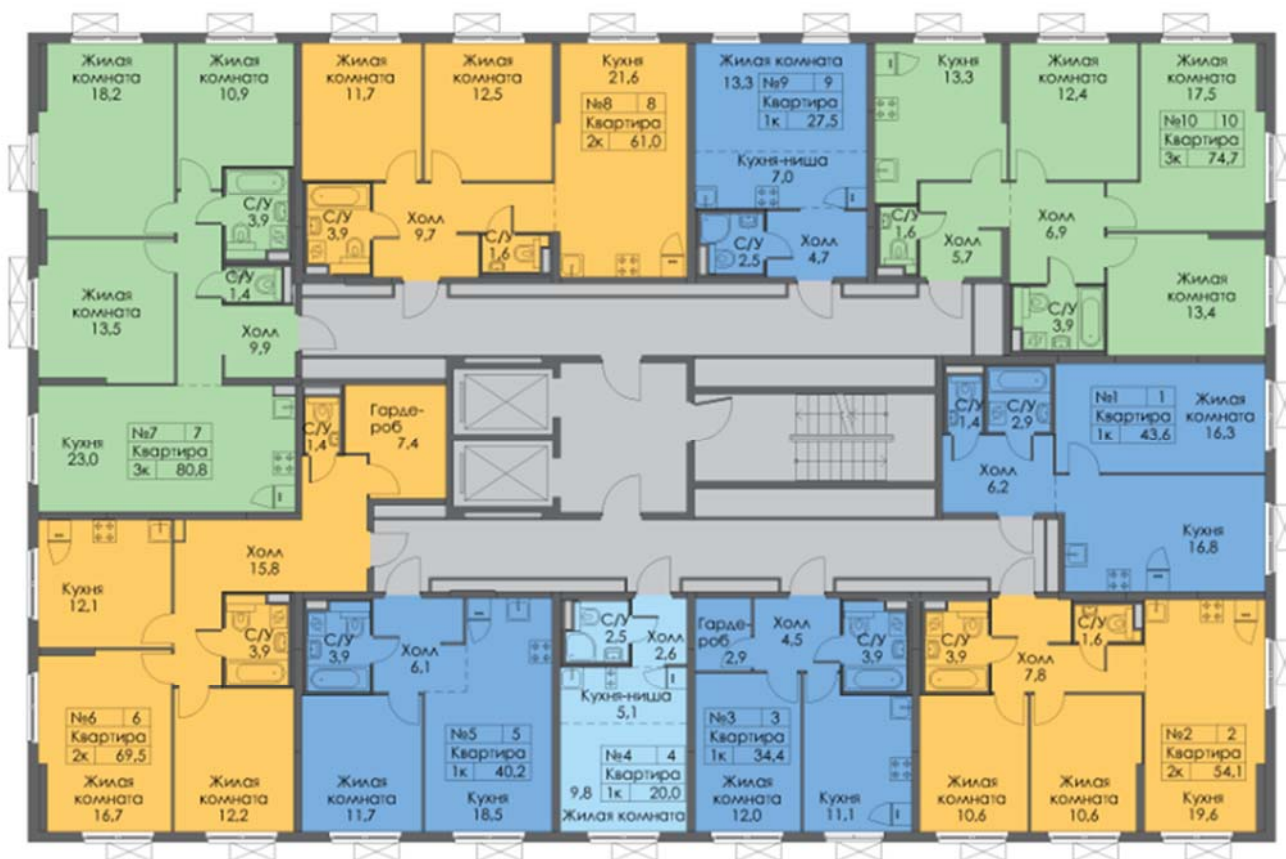 Жилая
комната
18,2
Жилая
комната
10,9
С/У
3,9
С/У
1,4
Жилая
комната
13,5
Холл
9,9
Кухня
23,0
№7 7
Квартира
3к 80,8
Жилая
комната
11,7
Жилая
комната
12,5
Кухня
21,6
№8 8
Квартира
2к 61,0
С/У
3,9
Холл
9,7
С/У
1,6
Жилая комната
13,3
№9 9
Квартира
1к 27,5
Кухня-ниша
7,0
С/У
2,5
Холл
4,7
Кухня
13,3
Жилая
комната
12,4
Жилая
комната
17,5
№10 10
Квартира
3к 74,7
С/У
1,6
Холл
5,7
Холл
6,9
С/У
3,9
Жилая
комната
13,4
С/У
1,4
С/У
2,9
№1 1
Квартира
1к 43,6
Жилая
комната
16,3
Холл
6,2
Кухня
16,8
С/У
1,4
Гарде-
роб
7,4
Холл
15,8
Кухня
12,1
С/У
3,9
№6 6
Квартира
2к 69,5
Жилая
комната
16,7
Жилая
комната
12,2
С/У
3,9
Холл
6,1
№5 5
Квартира
1к 40,2
Жилая
комната
11,7
Кухня
18,5
С/У
2,5
Холл
2,6
Кухня-ниша
5,1
№4 4
Квартира
1к 20,0
9,8
Жилая комната
Гарде-
роб
2,9
Холл
4,5
С/У
3,9
№3 3
Квартира
1к 34,4
Жилая
комната
12,0
Кухня
11,1
С/У
3,9
Холл
7,8
С/У
1,6
Жилая
комната
10,6
Жилая
комната
10,6
№2 2
Квартира
2к 54,1
Кухня
19,6